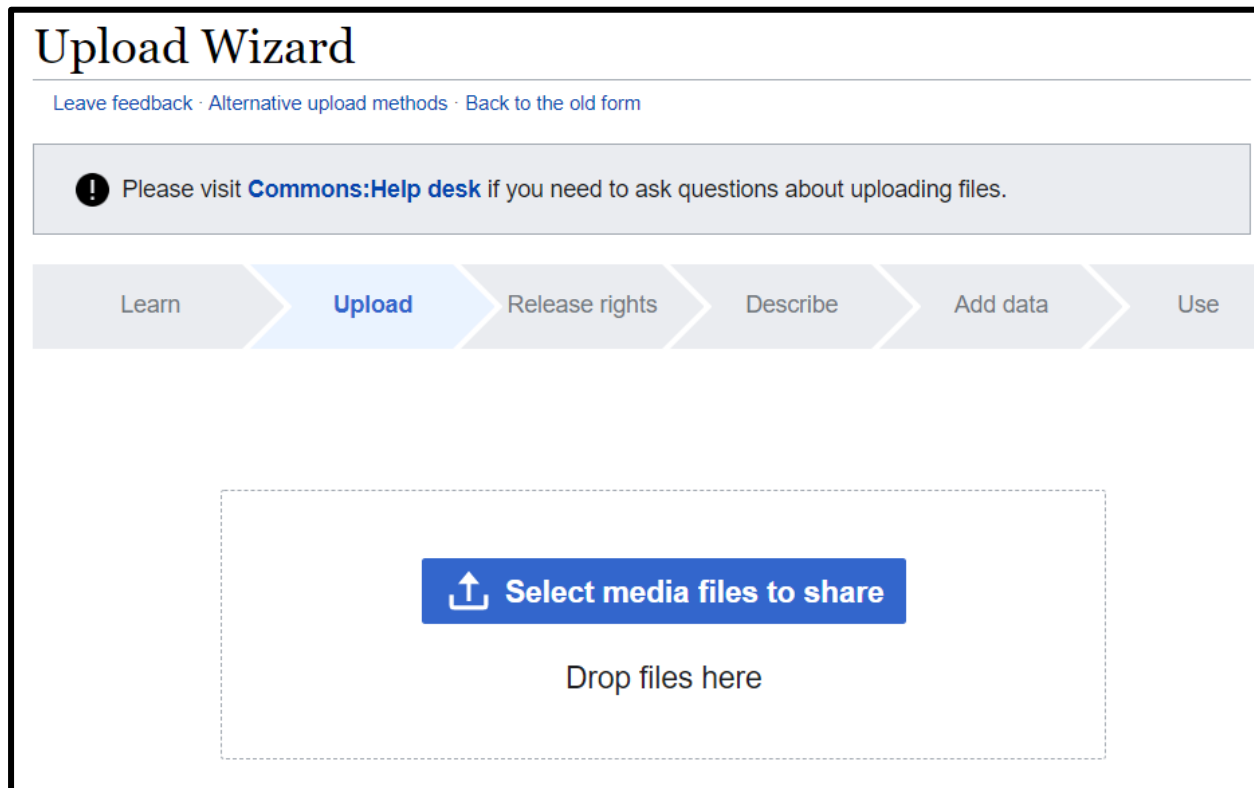 Upload Wizard
Leave feedback · Alternative upload methods · Back to the old form
! Please visit Commons:Help desk if you need to ask questions about uploading files.
Learn Upload Release rights Describe Add data Use
Select media files to share
Drop files here